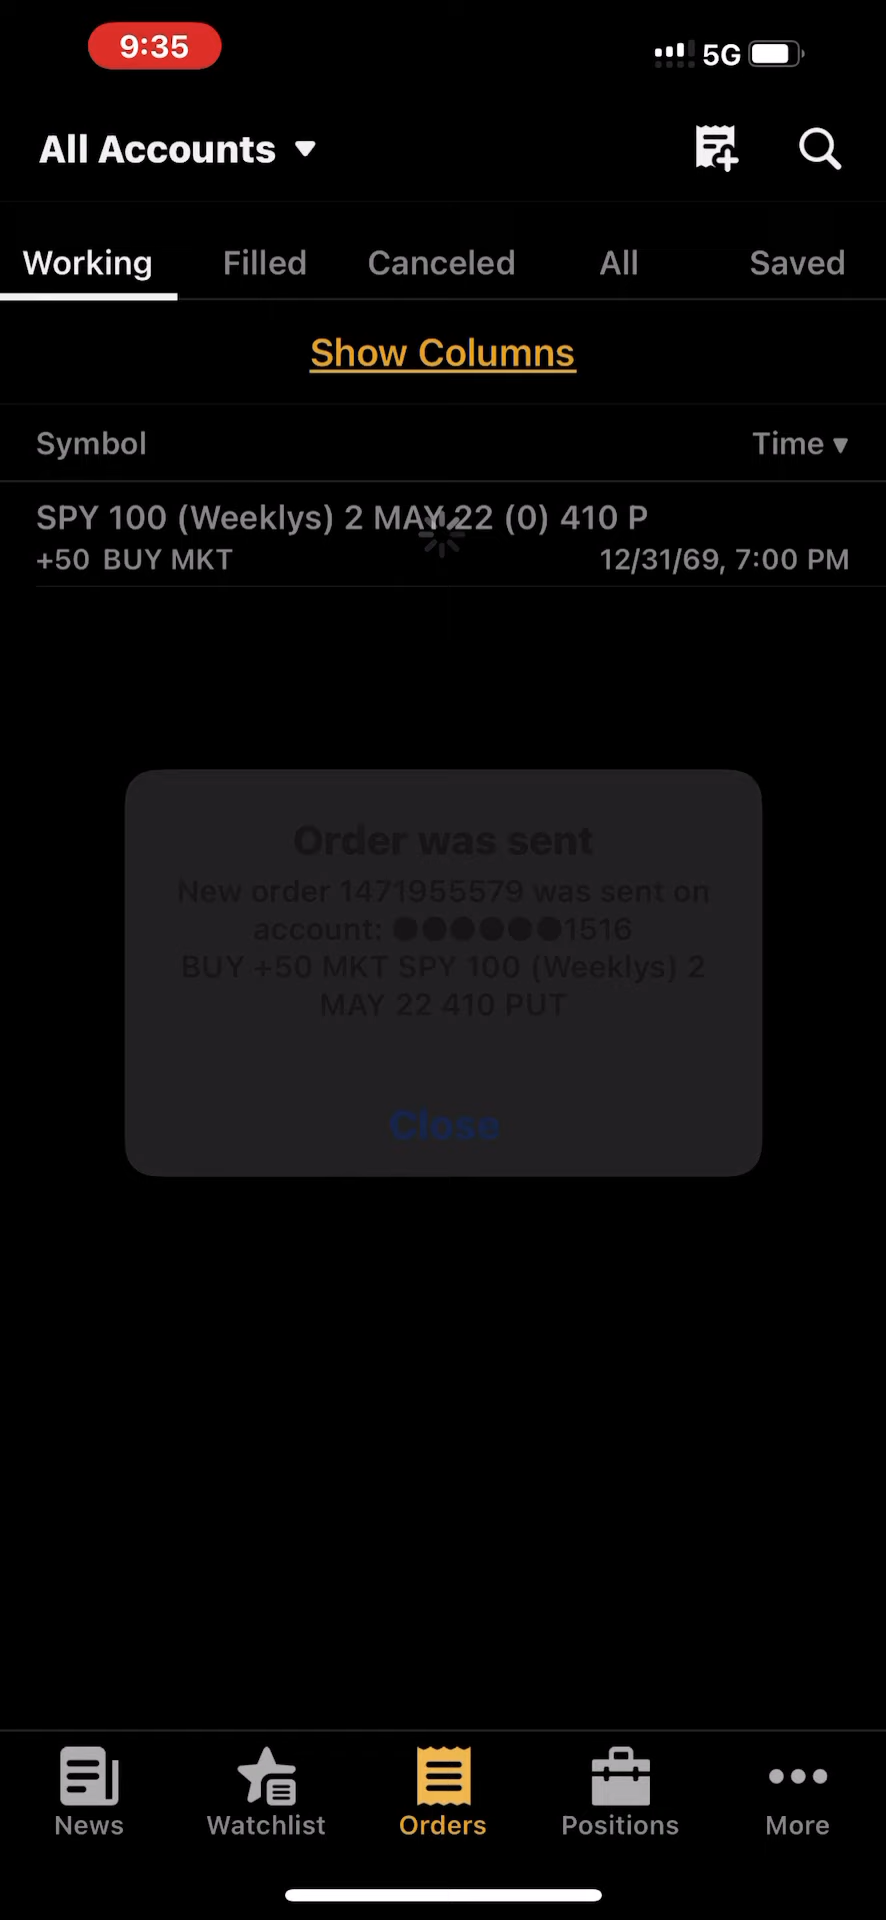 9:35
5G
All Accounts
Working Filled Canceled All Saved
Show Columns
Symbol Time
SPY 100 (Weeklys) 2 MAY 22 (0) 410 P
+50 BUY MKT 12/31/69, 7:00 PM
Order was sent
New order 1471955579 was sent on
account: ●●●●●●1516
BUY +50 MKT SPY 100 (Weeklys) 2
MAY 22 410 PUT
Close
News Watchlist Orders Positions More